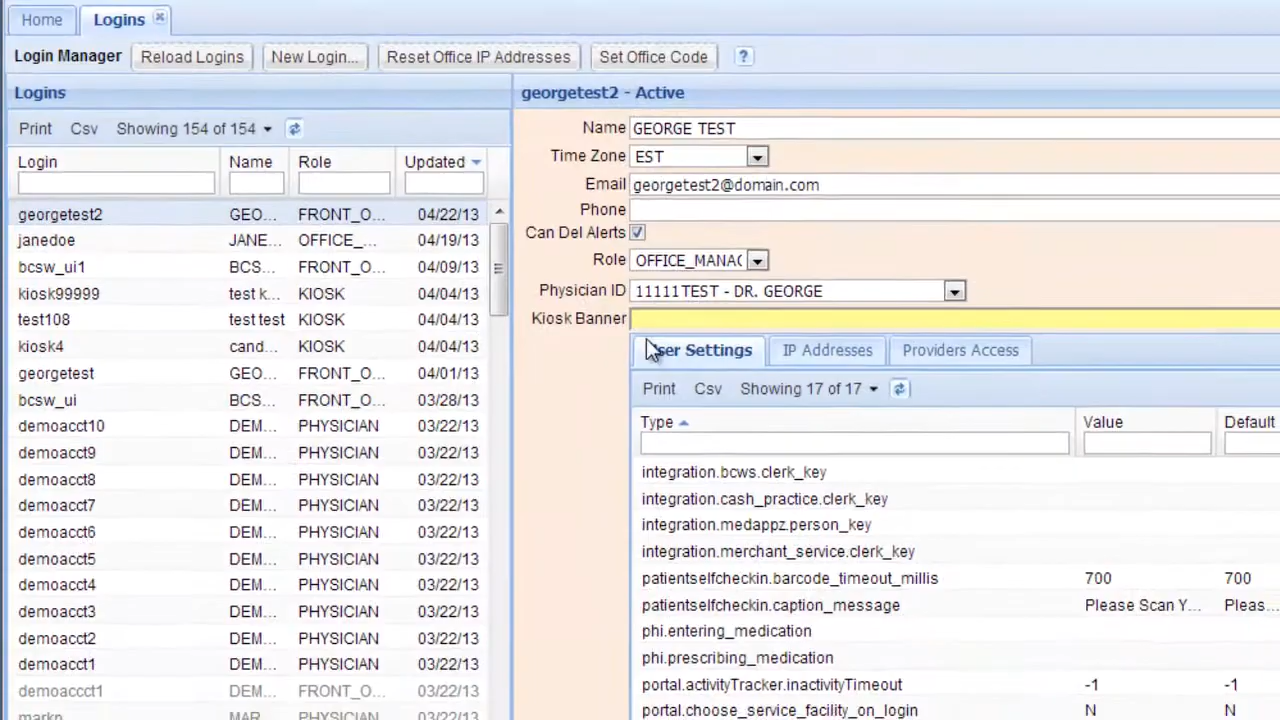 Home Logins
Login Manager Reload Logins New Login... Reset Office IP Addresses Set Office Code ?
Logins
Print Csv Showing 154 of 154
Login Name Role Updated
georgetest2 GEO... FRONT_O... 04/22/13
janedoe JANE... OFFICE_... 04/19/13
bcsw_ui1 BCS... FRONT_O... 04/09/13
kiosk99999 test k... KIOSK 04/04/13
test108 test test KIOSK 04/04/13
kiosk4 cand... KIOSK 04/04/13
georgetest GEO... FRONT_O... 04/01/13
bcsw_ui BCS... FRONT_O... 03/28/13
demoacct10 DEM... PHYSICIAN 03/22/13
demoacct9 DEM... PHYSICIAN 03/22/13
demoacct8 DEM... PHYSICIAN 03/22/13
demoacct7 DEM... PHYSICIAN 03/22/13
demoacct6 DEM... PHYSICIAN 03/22/13
demoacct5 DEM... PHYSICIAN 03/22/13
demoacct4 DEM... PHYSICIAN 03/22/13
demoacct3 DEM... PHYSICIAN 03/22/13
demoacct2 DEM... PHYSICIAN 03/22/13
demoacct1 DEM... PHYSICIAN 03/22/13
demoaccct1 DEM... FRONT_O... 03/22/13
MAR... PHYSICIAN 03/22/13
georgetest2 - Active
Name GEORGE TEST
Time Zone EST
Email georgetest2@domain.com
Phone
Can Del Alerts
Role OFFICE_MANAG
Physician ID 11111TEST - DR. GEORGE
Kiosk Banner
User Settings IP Addresses Providers Access
Print Csv Showing 17 of 17
Type Value Default
integration.bcws.clerk_key
integration.cash_practice.clerk_key
integration.medappz.person_key
integration.merchant_service.clerk_key
patientselfcheckin.barcode_timeout_millis 700 700
patientselfcheckin.caption_message Please Scan Y... Pleas...
phi.entering_medication
phi.prescribing_medication
portal.activityTracker.inactivityTimeout -1 -1
portal.choose_service_facility_on_login N N